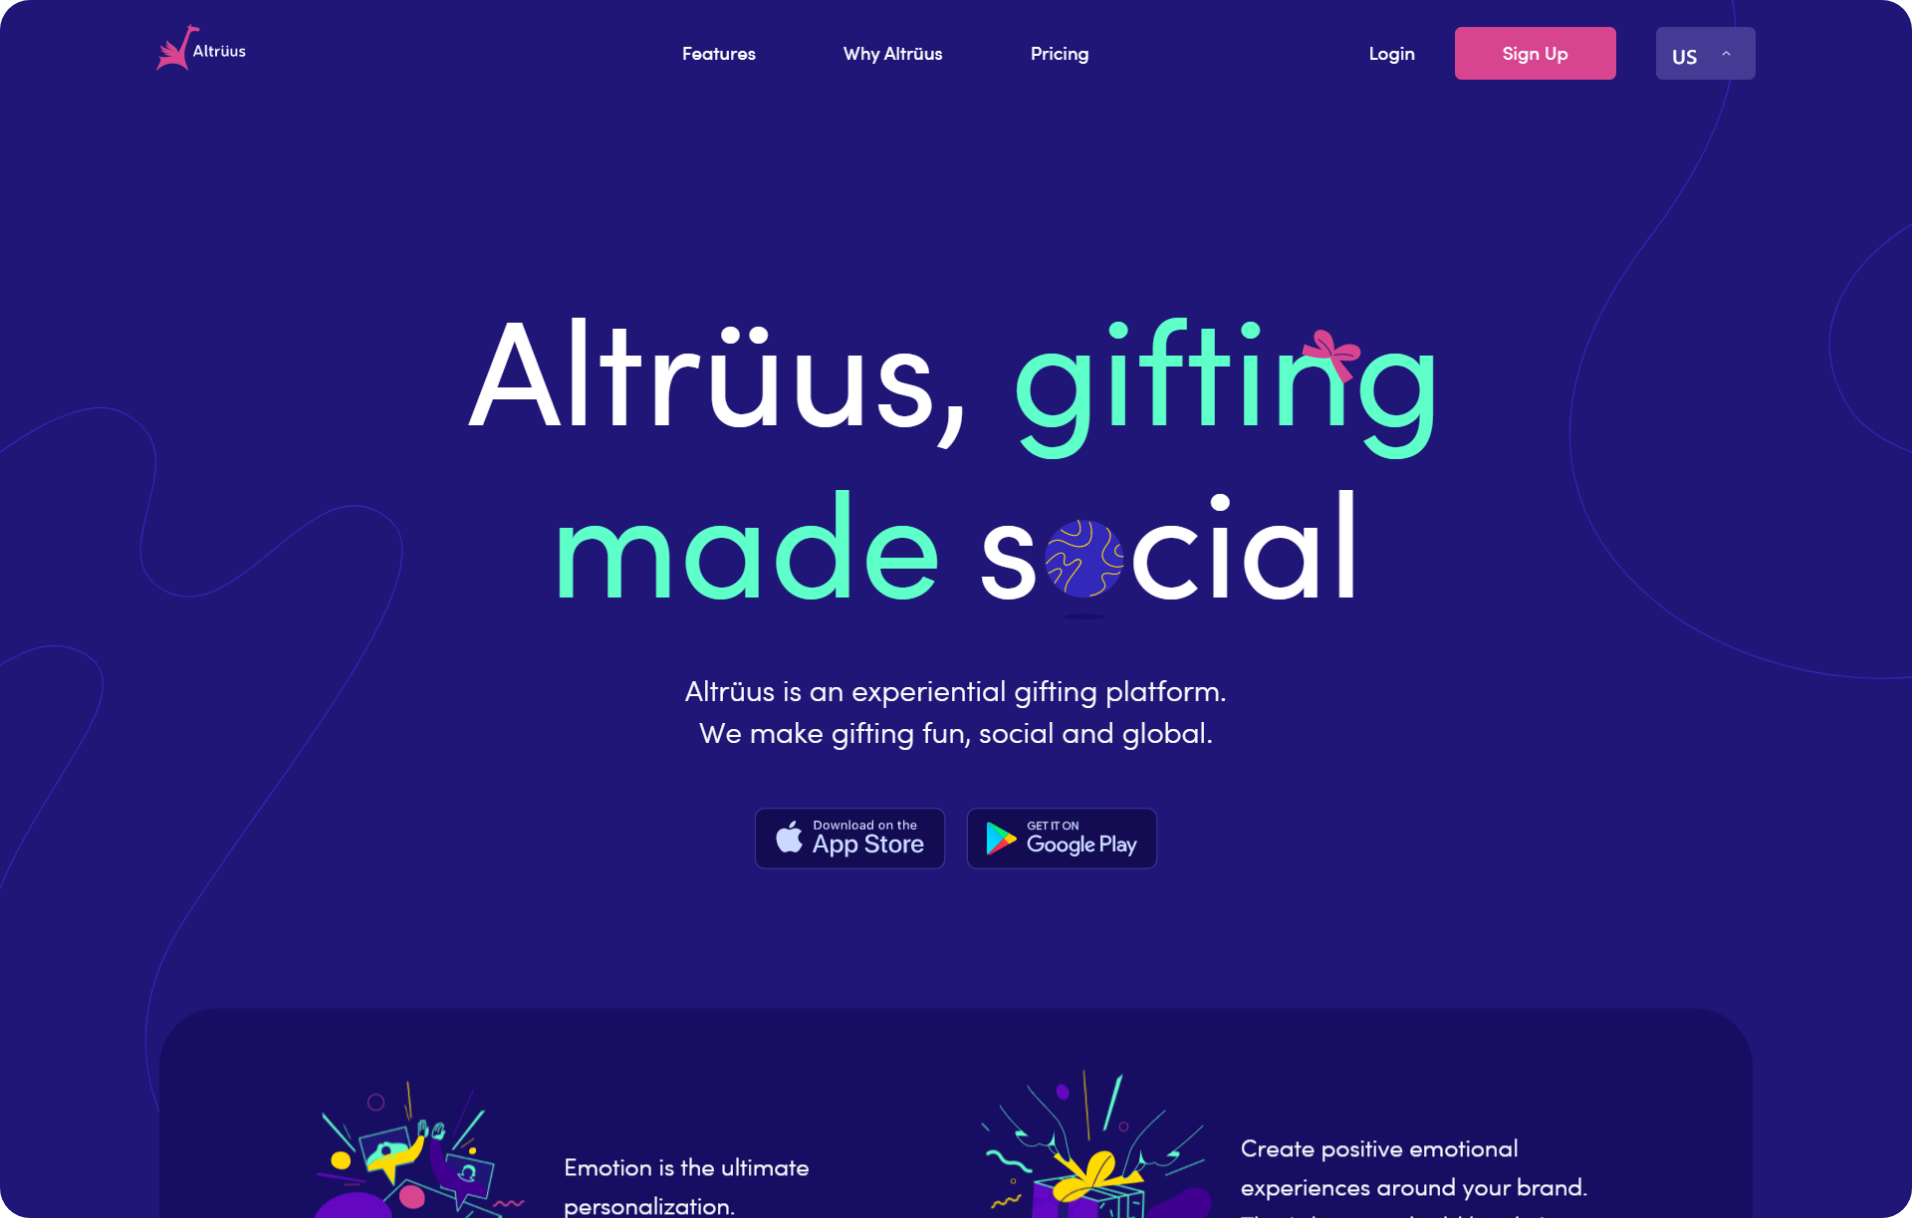 Altrüus
Features
Why Altrüus
Pricing
Login
Sign Up
US
Altrüus, gifting
made social
Altrüus is an experiential gifting platform.
We make gifting fun, social and global.
Download on the
App Store
GET IT ON
Google Play
Emotion is the ultimate
personalization.
Create positive emotional
experiences around your brand.